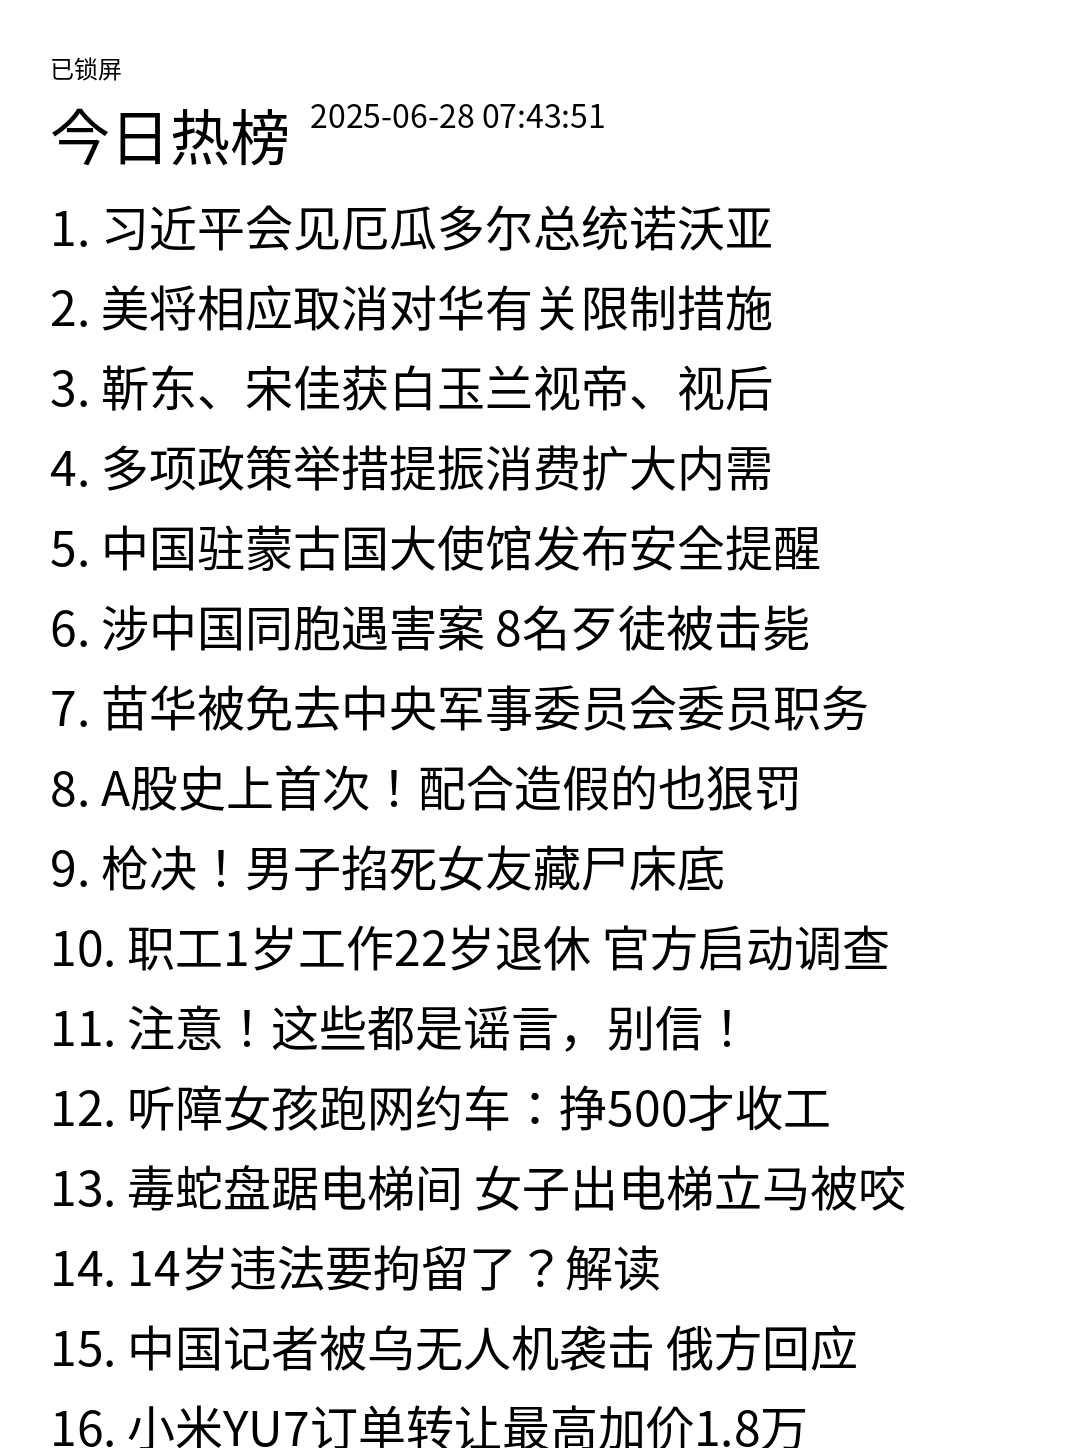 已锁屏
今日热榜 2025-06-28 07:43:51
1. 习近平会见厄瓜多尔总统诺沃亚
2. 美将相应取消对华有关限制措施
3. 靳东、宋佳获白玉兰视帝、视后
4. 多项政策举措提振消费扩大内需
5. 中国驻蒙古国大使馆发布安全提醒
6. 涉中国同胞遇害案 8名歹徒被击毙
7. 苗华被免去中央军事委员会委员职务
8. A股史上首次！配合造假的也狠罚
9. 枪决！男子掐死女友藏尸床底
10. 职工1岁工作22岁退休 官方启动调查
11. 注意！这些都是谣言，别信！
12. 听障女孩跑网约车：挣500才收工
13. 毒蛇盘踞电梯间 女子出电梯立马被咬
14. 14岁违法要拘留了？解读
15. 中国记者被乌无人机袭击 俄方回应
16. 小米YU7订单转让最高加价1.8万